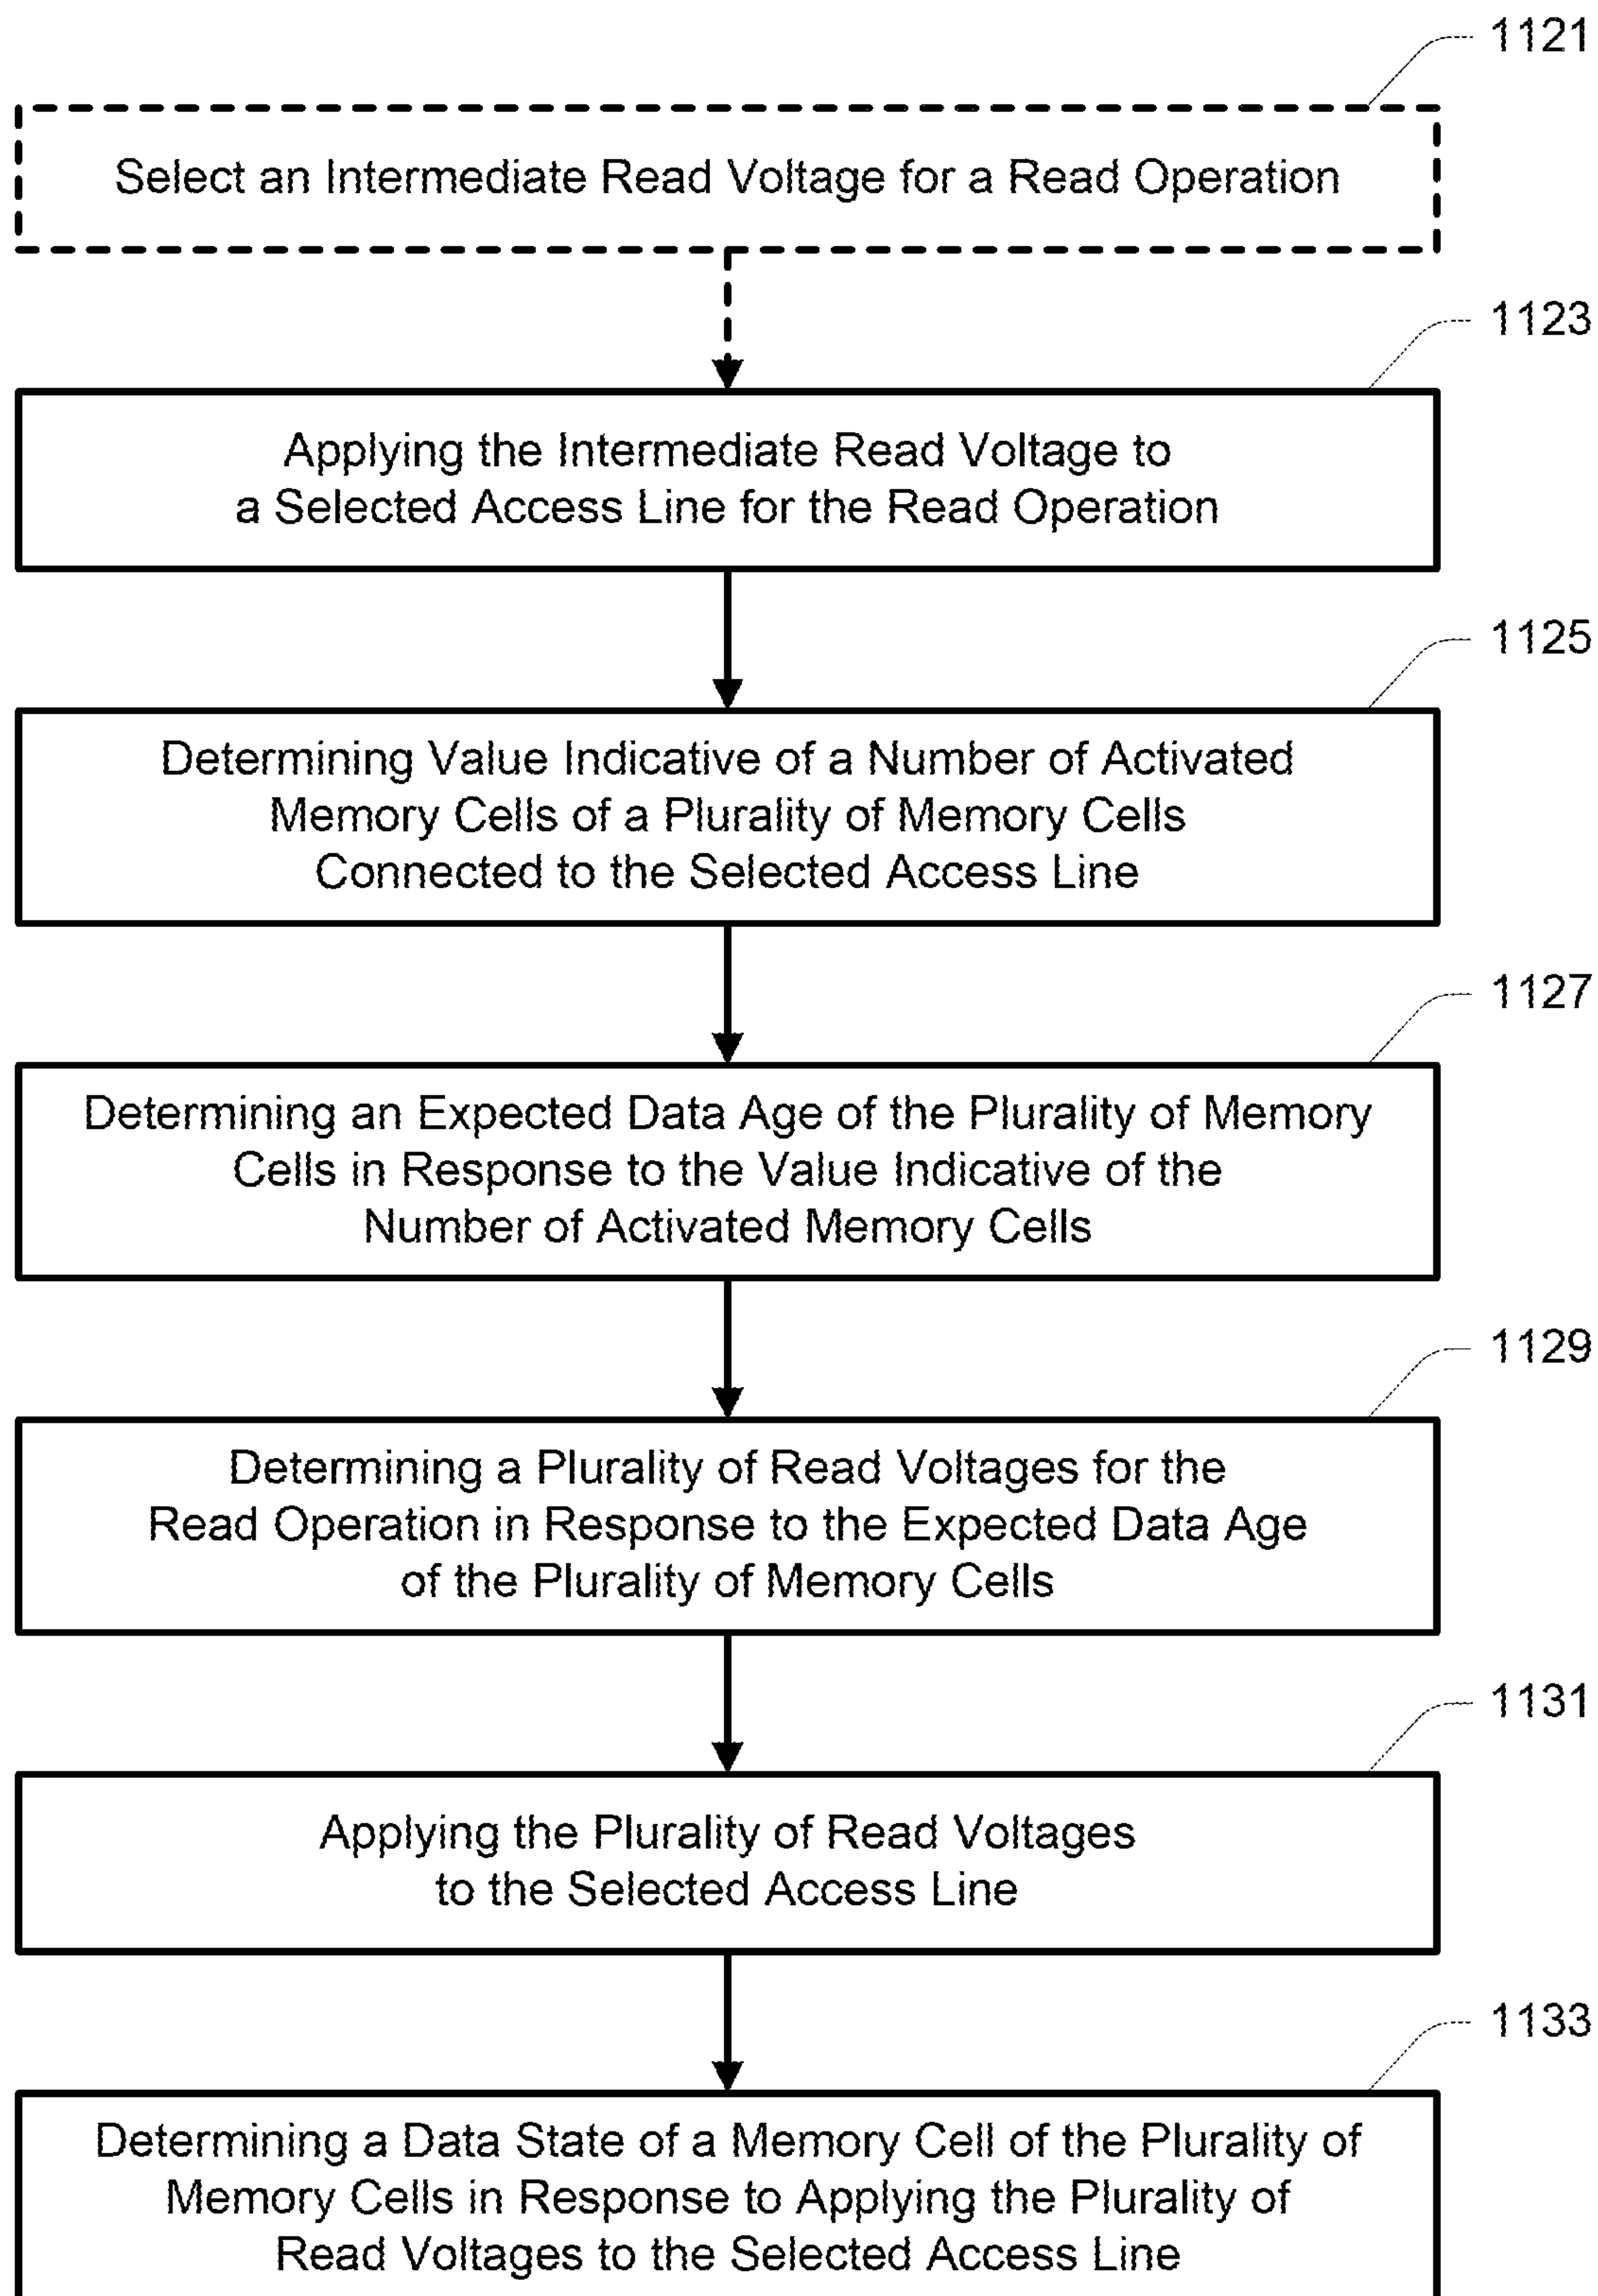 1121
Select an Intermediate Read Voltage for a Read Operation
1123
Applying the Intermediate Read Voltage to
a Selected Access Line for the Read Operation
1125
Determining Value Indicative of a Number of Activated
Memory Cells of a Plurality of Memory Cells
Connected to the Selected Access Line
1127
Determining an Expected Data Age of the Plurality of Memory
Cells in Response to the Value Indicative of the
Number of Activated Memory Cells
1129
Determining a Plurality of Read Voltages for the
Read Operation in Response to the Expected Data Age
of the Plurality of Memory Cells
1131
Applying the Plurality of Read Voltages
to the Selected Access Line
1133
Determining a Data State of a Memory Cell of the Plurality of
Memory Cells in Response to Applying the Plurality of
Read Voltages to the Selected Access Line